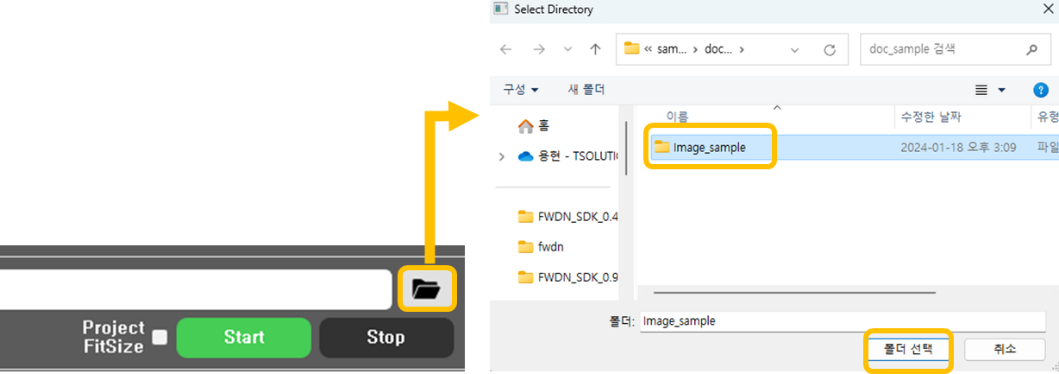 Select Directory
« sam... › doc... ›
doc_sample 검색
구성
새 폴더
이름
수정한 날짜
유형
홈
Image_sample
2024-01-18 오후 3:09
파일
용현 - TSOLUTIO
FWDN_SDK_0.4
fwdn
FWDN_SDK_0.9
폴더: Image_sample
폴더 선택
취소
Project
FitSize
Start
Stop